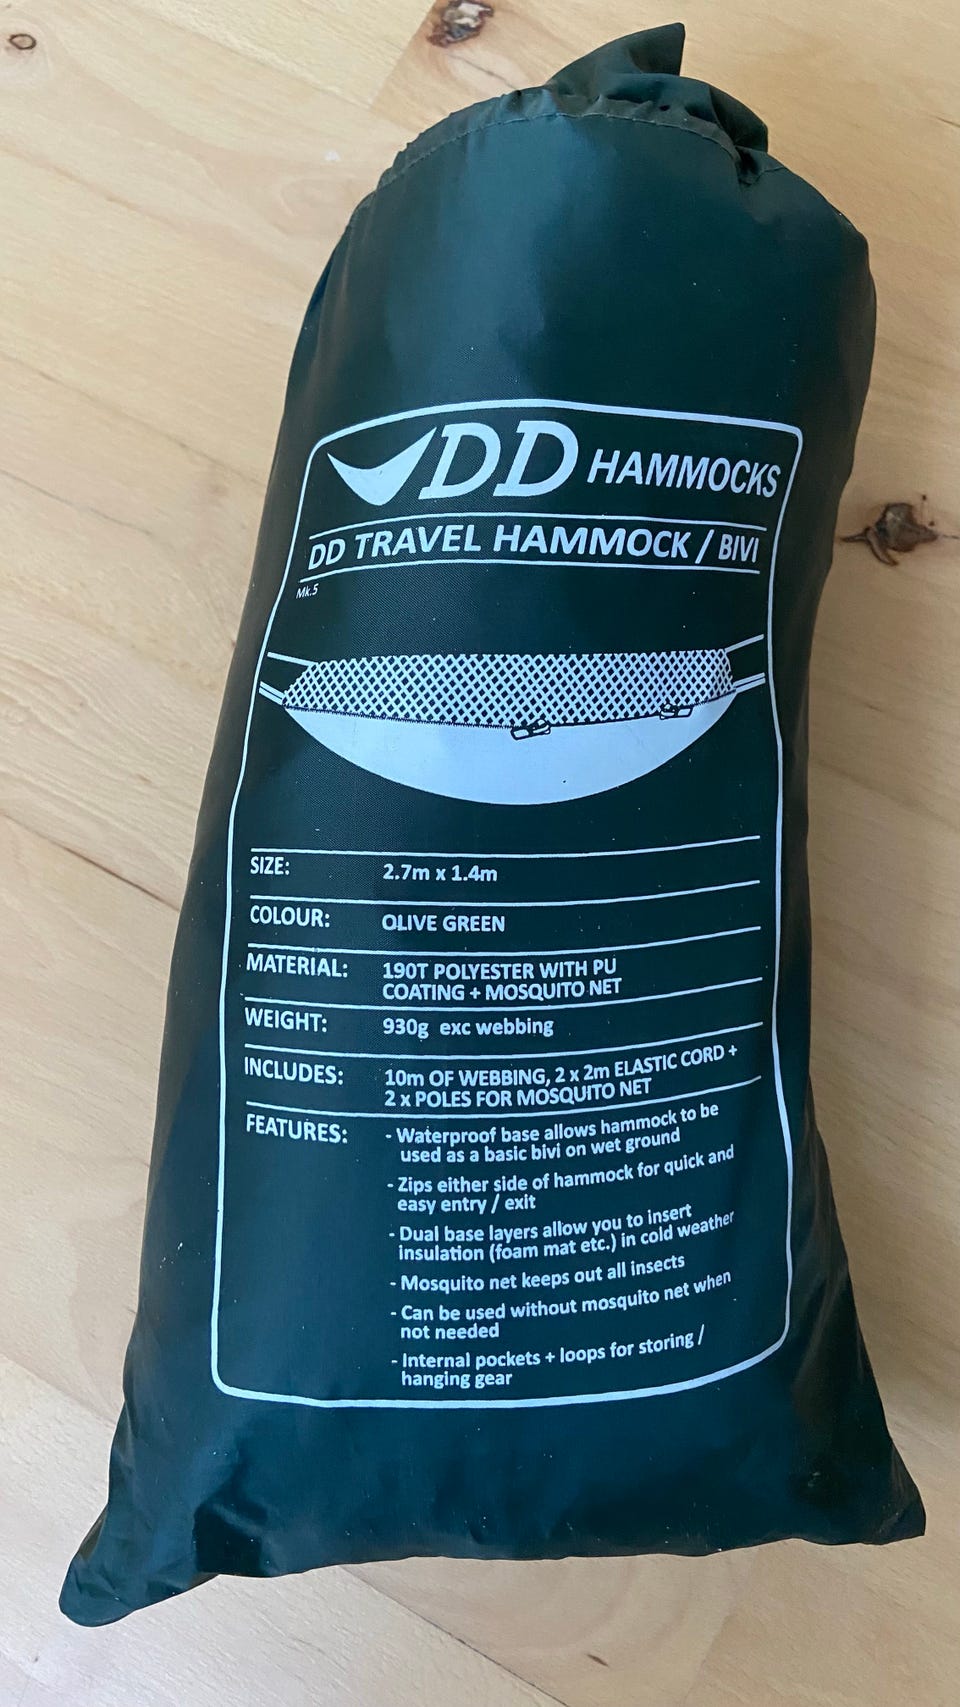 DD HAMMOCKS
DD TRAVEL HAMMOCK / BIVI
Mk.5
SIZE: 2.7m x 1.4m
COLOUR: OLIVE GREEN
MATERIAL: 190T POLYESTER WITH PU
COATING + MOSQUITO NET
WEIGHT: 930g exc webbing
INCLUDES: 10m OF WEBBING, 2 x 2m ELASTIC CORD +
2 x POLES FOR MOSQUITO NET
FEATURES: - Waterproof base allows hammock to be
used as a basic bivi on wet ground
- Zips either side of hammock for quick and
easy entry / exit
- Dual base layers allow you to insert
insulation (foam mat etc.) in cold weather
- Mosquito net keeps out all insects
- Can be used without mosquito net when
not needed
- Internal pockets + loops for storing /
hanging gear